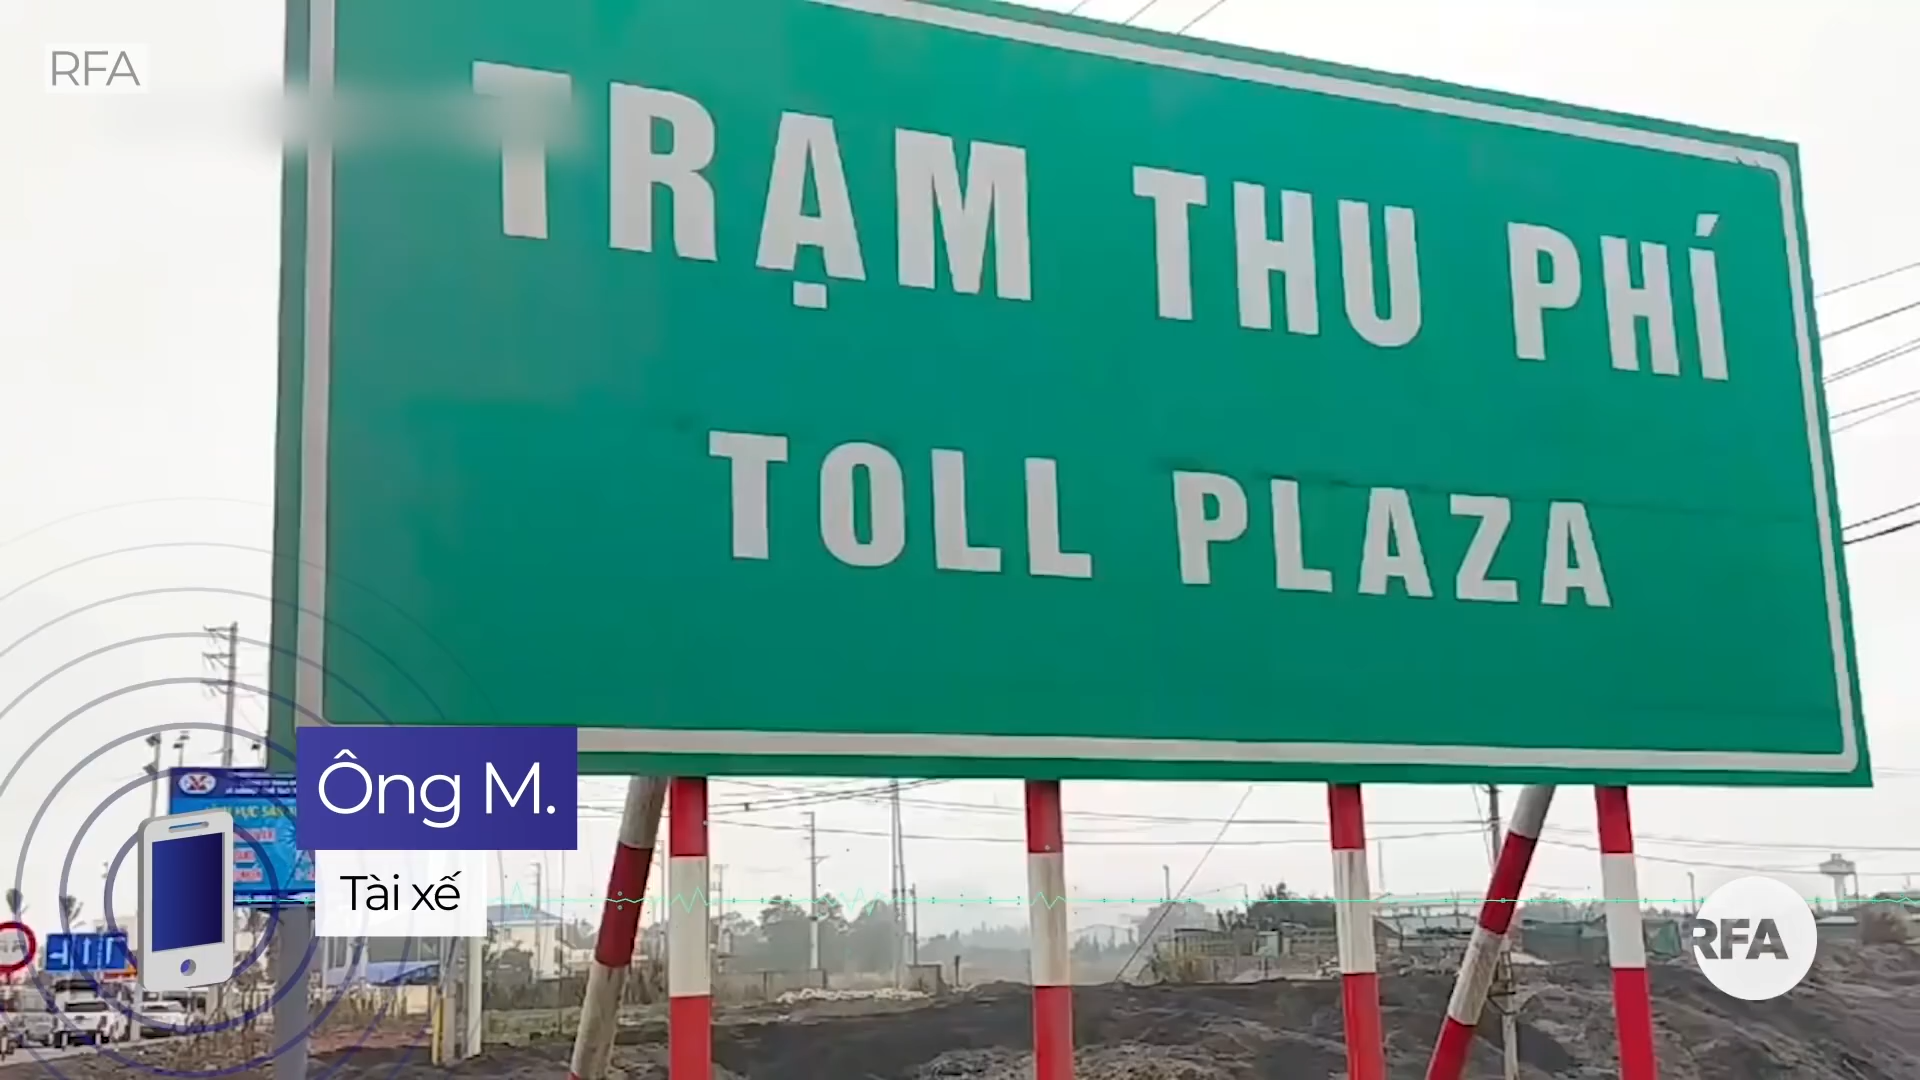 RFA
TRẠM THU PHÍ
TOLL PLAZA
Ông M.
Tài xế
RFA